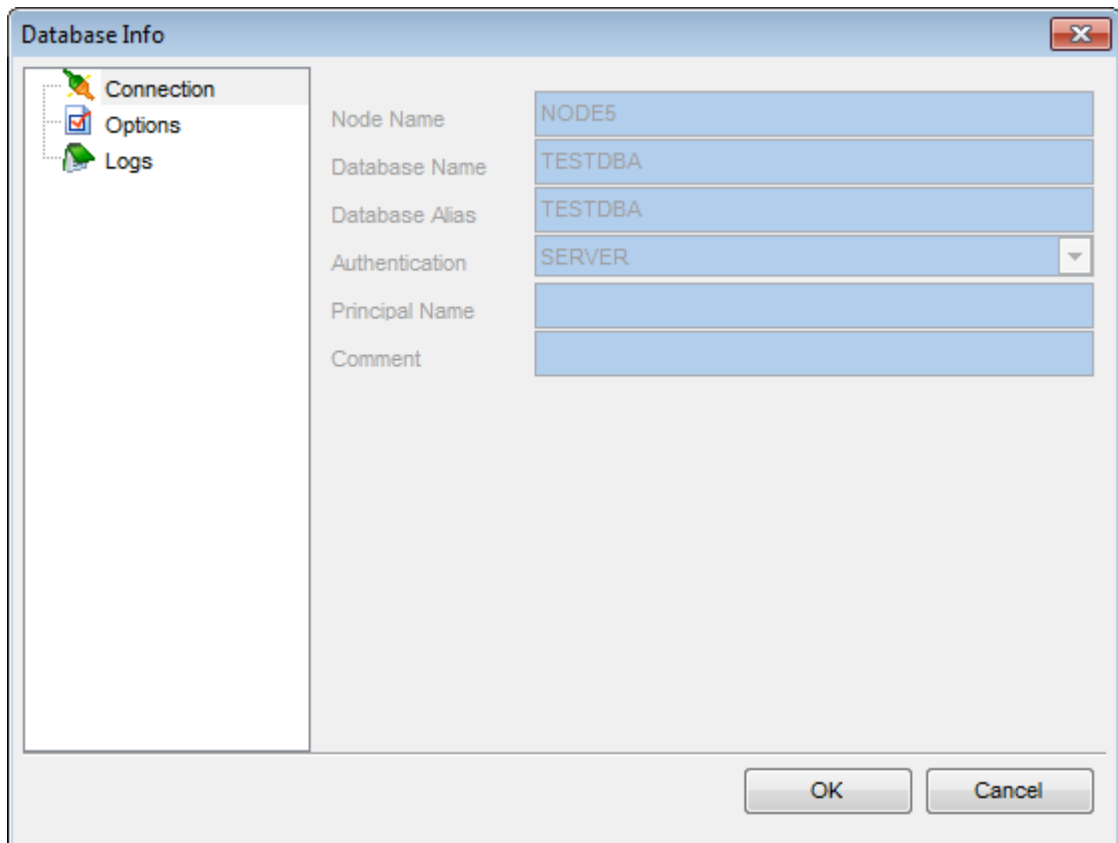 Database Info
Connection
Options
Logs
Node Name NODE5
Database Name TESTDBA
Database Alias TESTDBA
Authentication SERVER
Principal Name
Comment
OK Cancel